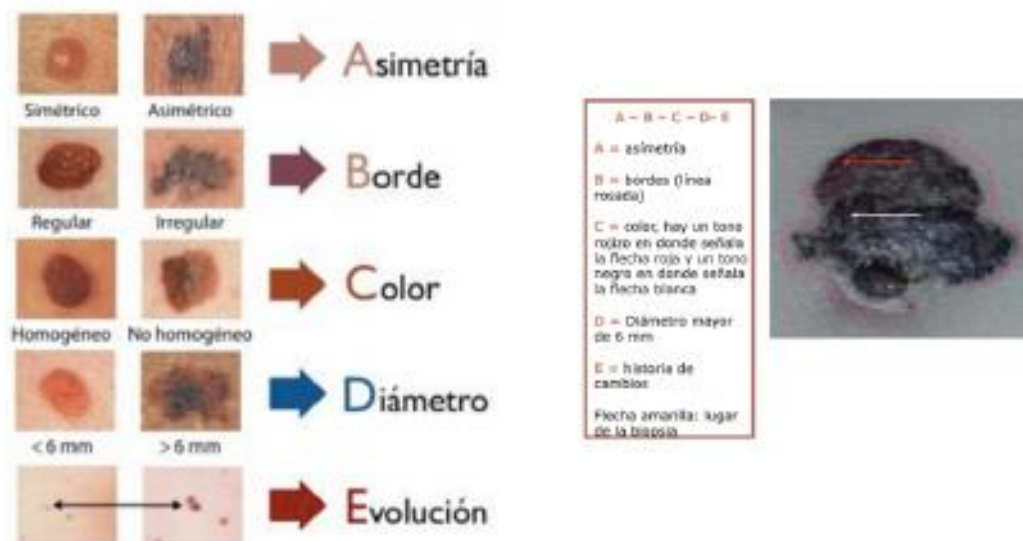 Simétrico Asimétrico
Asimetría
Regular Irregular
Borde
Homogéneo No homogéneo
Color
< 6 mm > 6 mm
Diámetro
Evolución
A - B - C - D- E
A = asimetría
B = bordes (línea
rosada)
C = color, hay un tono
rojizo en donde señala
la flecha roja y un tono
negro en donde señala
la flecha blanca
D = Diámetro mayor
de 6 mm
E = historia de
cambios
Flecha amarilla: lugar
de la biopsia